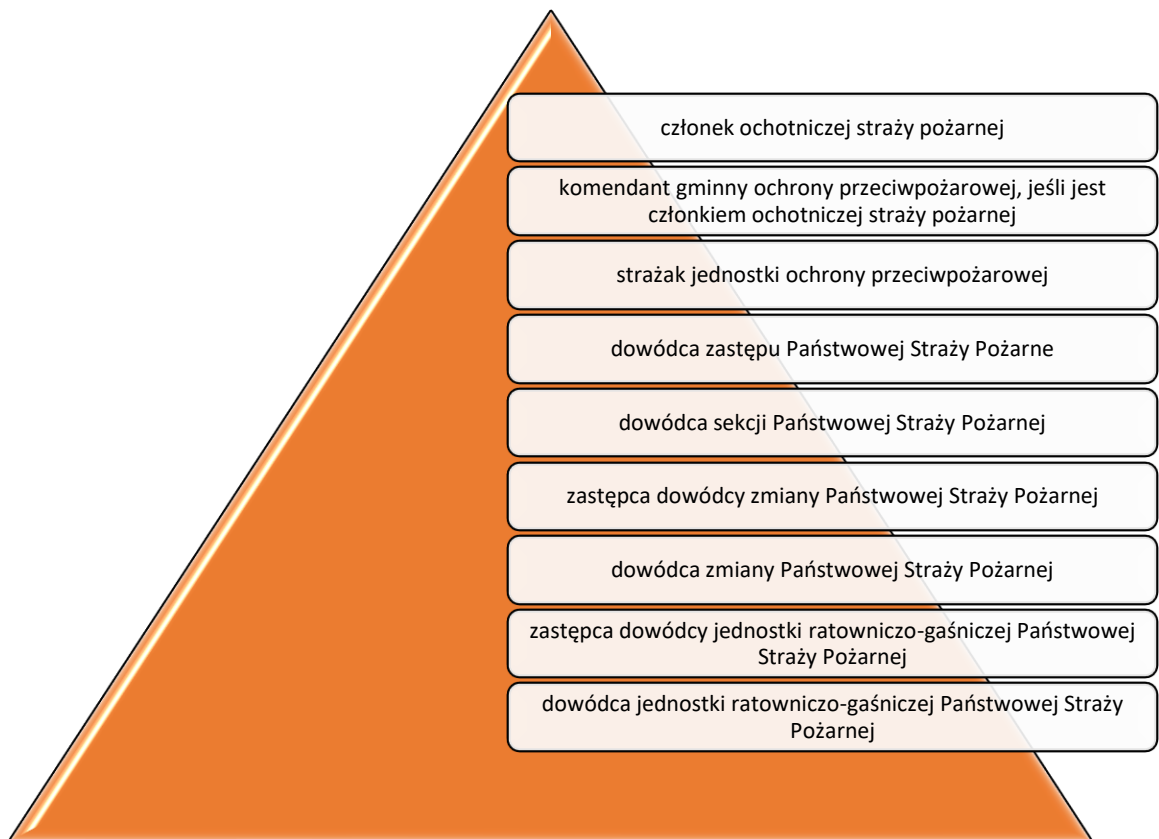 członek ochotniczej straży pożarnej
komendant gminny ochrony przeciwpożarowej, jeśli jest
członkiem ochotniczej straży pożarnej
strażak jednostki ochrony przeciwpożarowej
dowódca zastępu Państwowej Straży Pożarne
dowódca sekcji Państwowej Straży Pożarnej
zastępca dowódcy zmiany Państwowej Straży Pożarnej
dowódca zmiany Państwowej Straży Pożarnej
zastępca dowódcy jednostki ratowniczo-gaśniczej Państwowej
Straży Pożarnej
dowódca jednostki ratowniczo-gaśniczej Państwowej Straży
Pożarnej